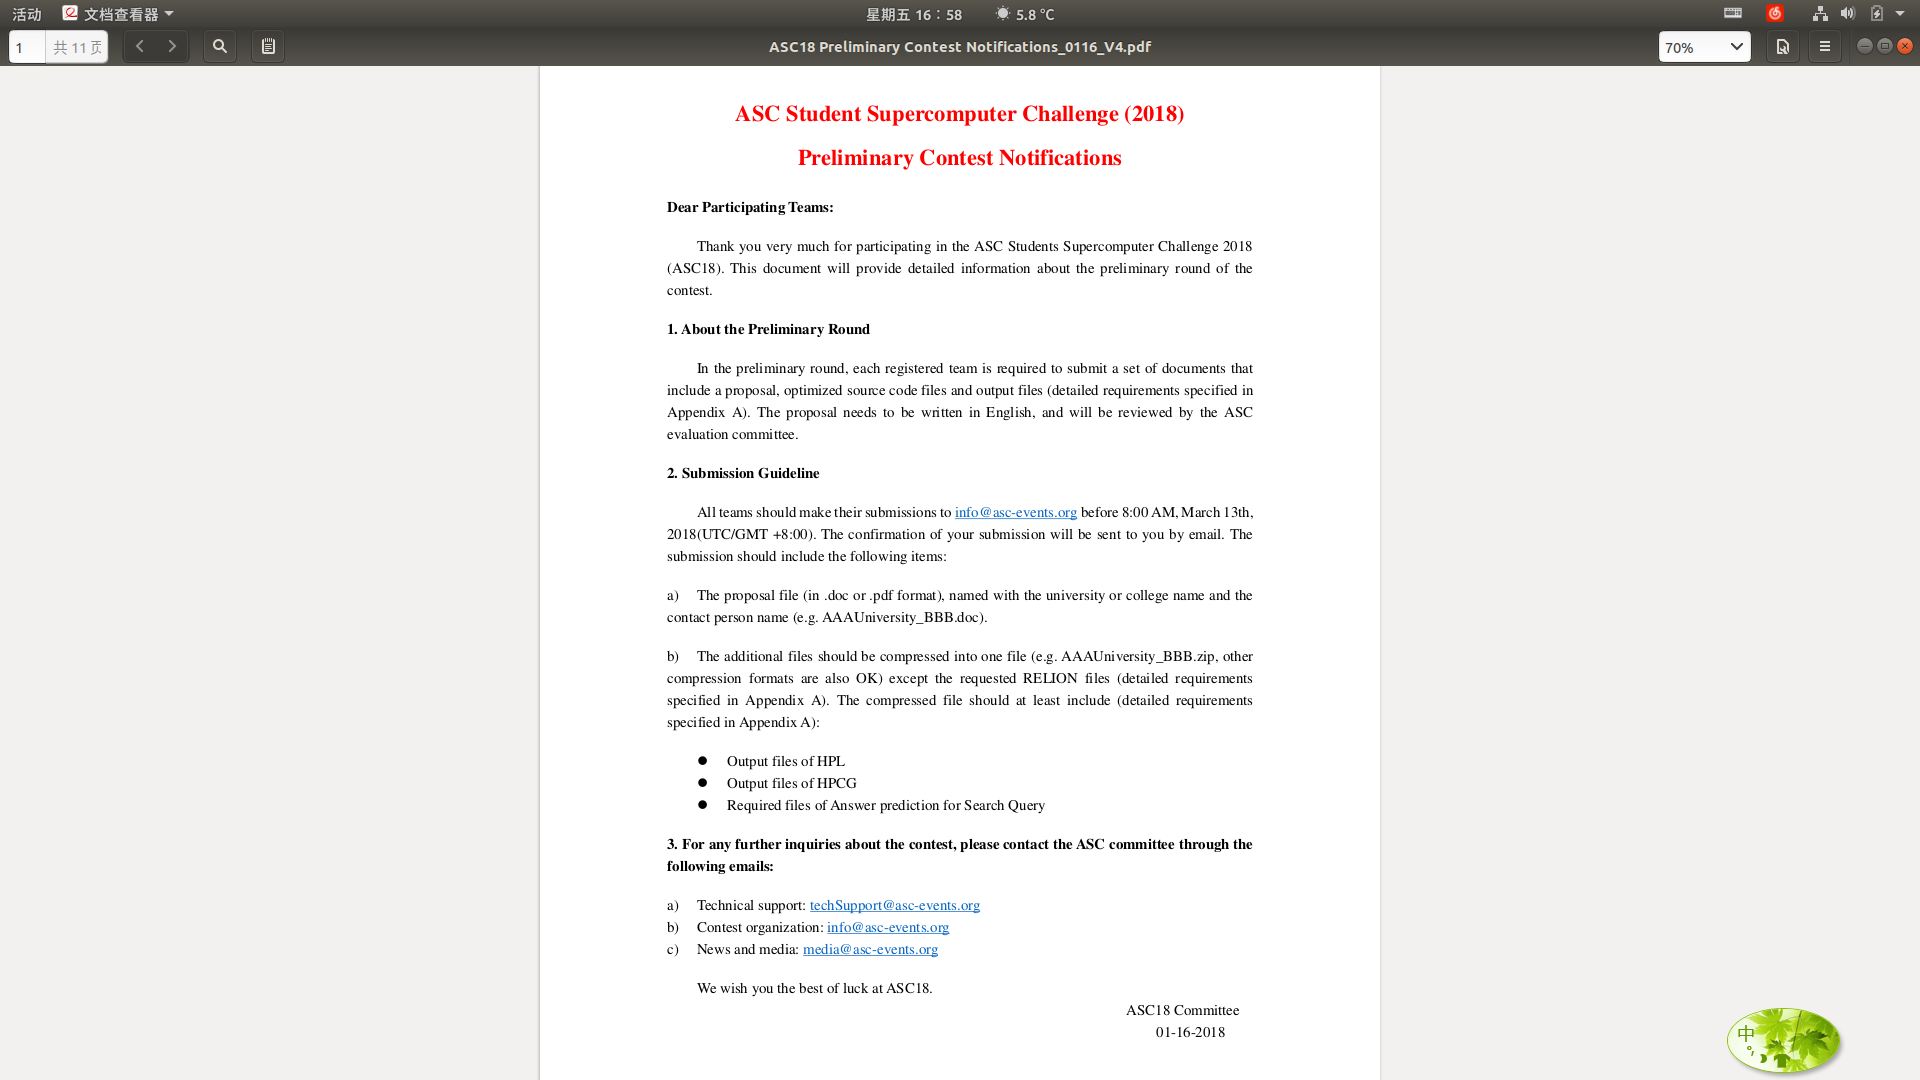 活动 文档查看器 星期五 16：58 5.8 ℃
1 共 11 页 ASC18 Preliminary Contest Notifications_0116_V4.pdf 70%
ASC Student Supercomputer Challenge (2018)
Preliminary Contest Notifications
Dear Participating Teams:
Thank you very much for participating in the ASC Students Supercomputer Challenge 2018
(ASC18). This document will provide detailed information about the preliminary round of the
contest.
1. About the Preliminary Round
In the preliminary round, each registered team is required to submit a set of documents that
include a proposal, optimized source code files and output files (detailed requirements specified in
Appendix A). The proposal needs to be written in English, and will be reviewed by the ASC
evaluation committee.
2. Submission Guideline
All teams should make their submissions to info@asc-events.org before 8:00 AM, March 13th,
2018(UTC/GMT +8:00). The confirmation of your submission will be sent to you by email. The
submission should include the following items:
a) The proposal file (in .doc or .pdf format), named with the university or college name and the
contact person name (e.g. AAAUniversity_BBB.doc).
b) The additional files should be compressed into one file (e.g. AAAUniversity_BBB.zip, other
compression formats are also OK) except the requested RELION files (detailed requirements
specified in Appendix A). The compressed file should at least include (detailed requirements
specified in Appendix A):
● Output files of HPL
● Output files of HPCG
● Required files of Answer prediction for Search Query
3. For any further inquiries about the contest, please contact the ASC committee through the
following emails:
a) Technical support: techSupport@asc-events.org
b) Contest organization: info@asc-events.org
c) News and media: media@asc-events.org
We wish you the best of luck at ASC18.
ASC18 Committee
01-16-2018
中